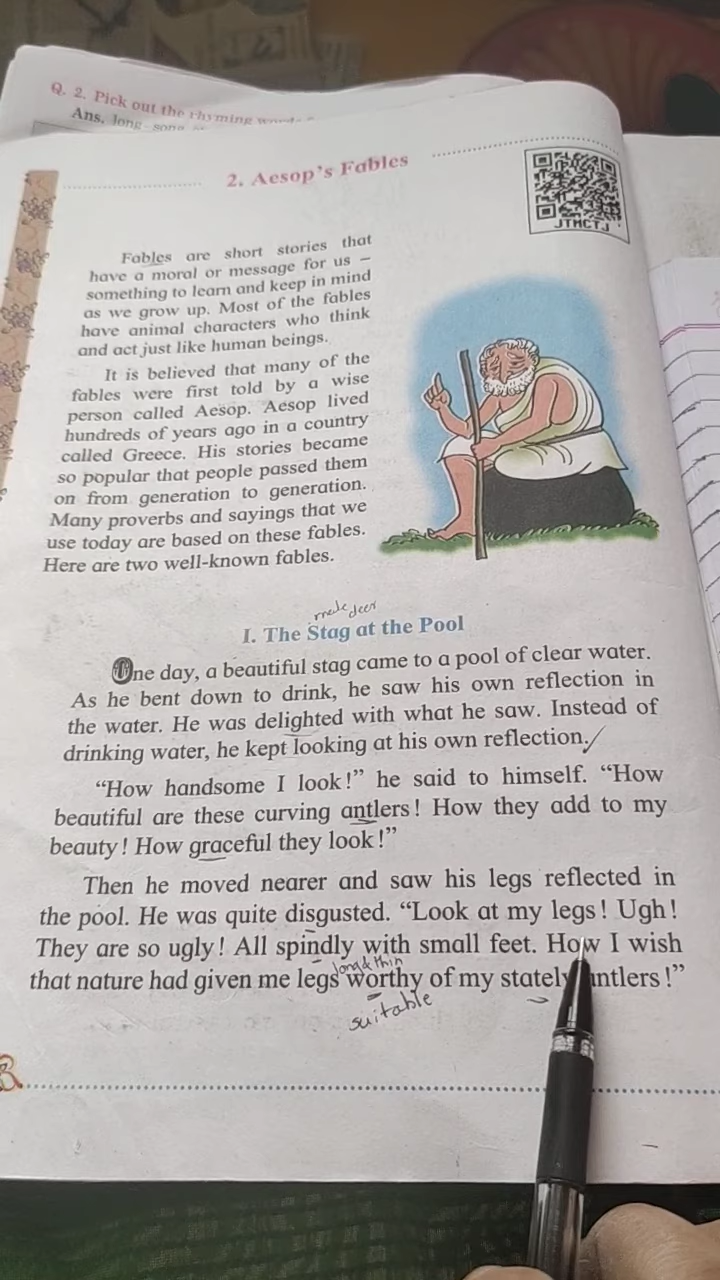 Q. 2. Pick out the rhyming
Ans. long - song
2. Aesop's Fables
JTMCTJ
Fables are short stories that
have a moral or message for us –
something to learn and keep in mind
as we grow up. Most of the fables
have animal characters who think
and act just like human beings.
It is believed that many of the
fables were first told by a wise
person called Aesop. Aesop lived
hundreds of years ago in a country
called Greece. His stories became
so popular that people passed them
on from generation to generation.
Many proverbs and sayings that we
use today are based on these fables.
Here are two well-known fables.
male deer
I. The Stag at the Pool
One day, a beautiful stag came to a pool of clear water.
As he bent down to drink, he saw his own reflection in
the water. He was delighted with what he saw. Instead of
drinking water, he kept looking at his own reflection.
“How handsome I look!” he said to himself. “How
beautiful are these curving antlers! How they add to my
beauty! How graceful they look!”
Then he moved nearer and saw his legs reflected in
the pool. He was quite disgusted. “Look at my legs! Ugh!
They are so ugly! All spindly with small feet. How I wish
long & thin
that nature had given me legs worthy of my stately antlers!”
suitable